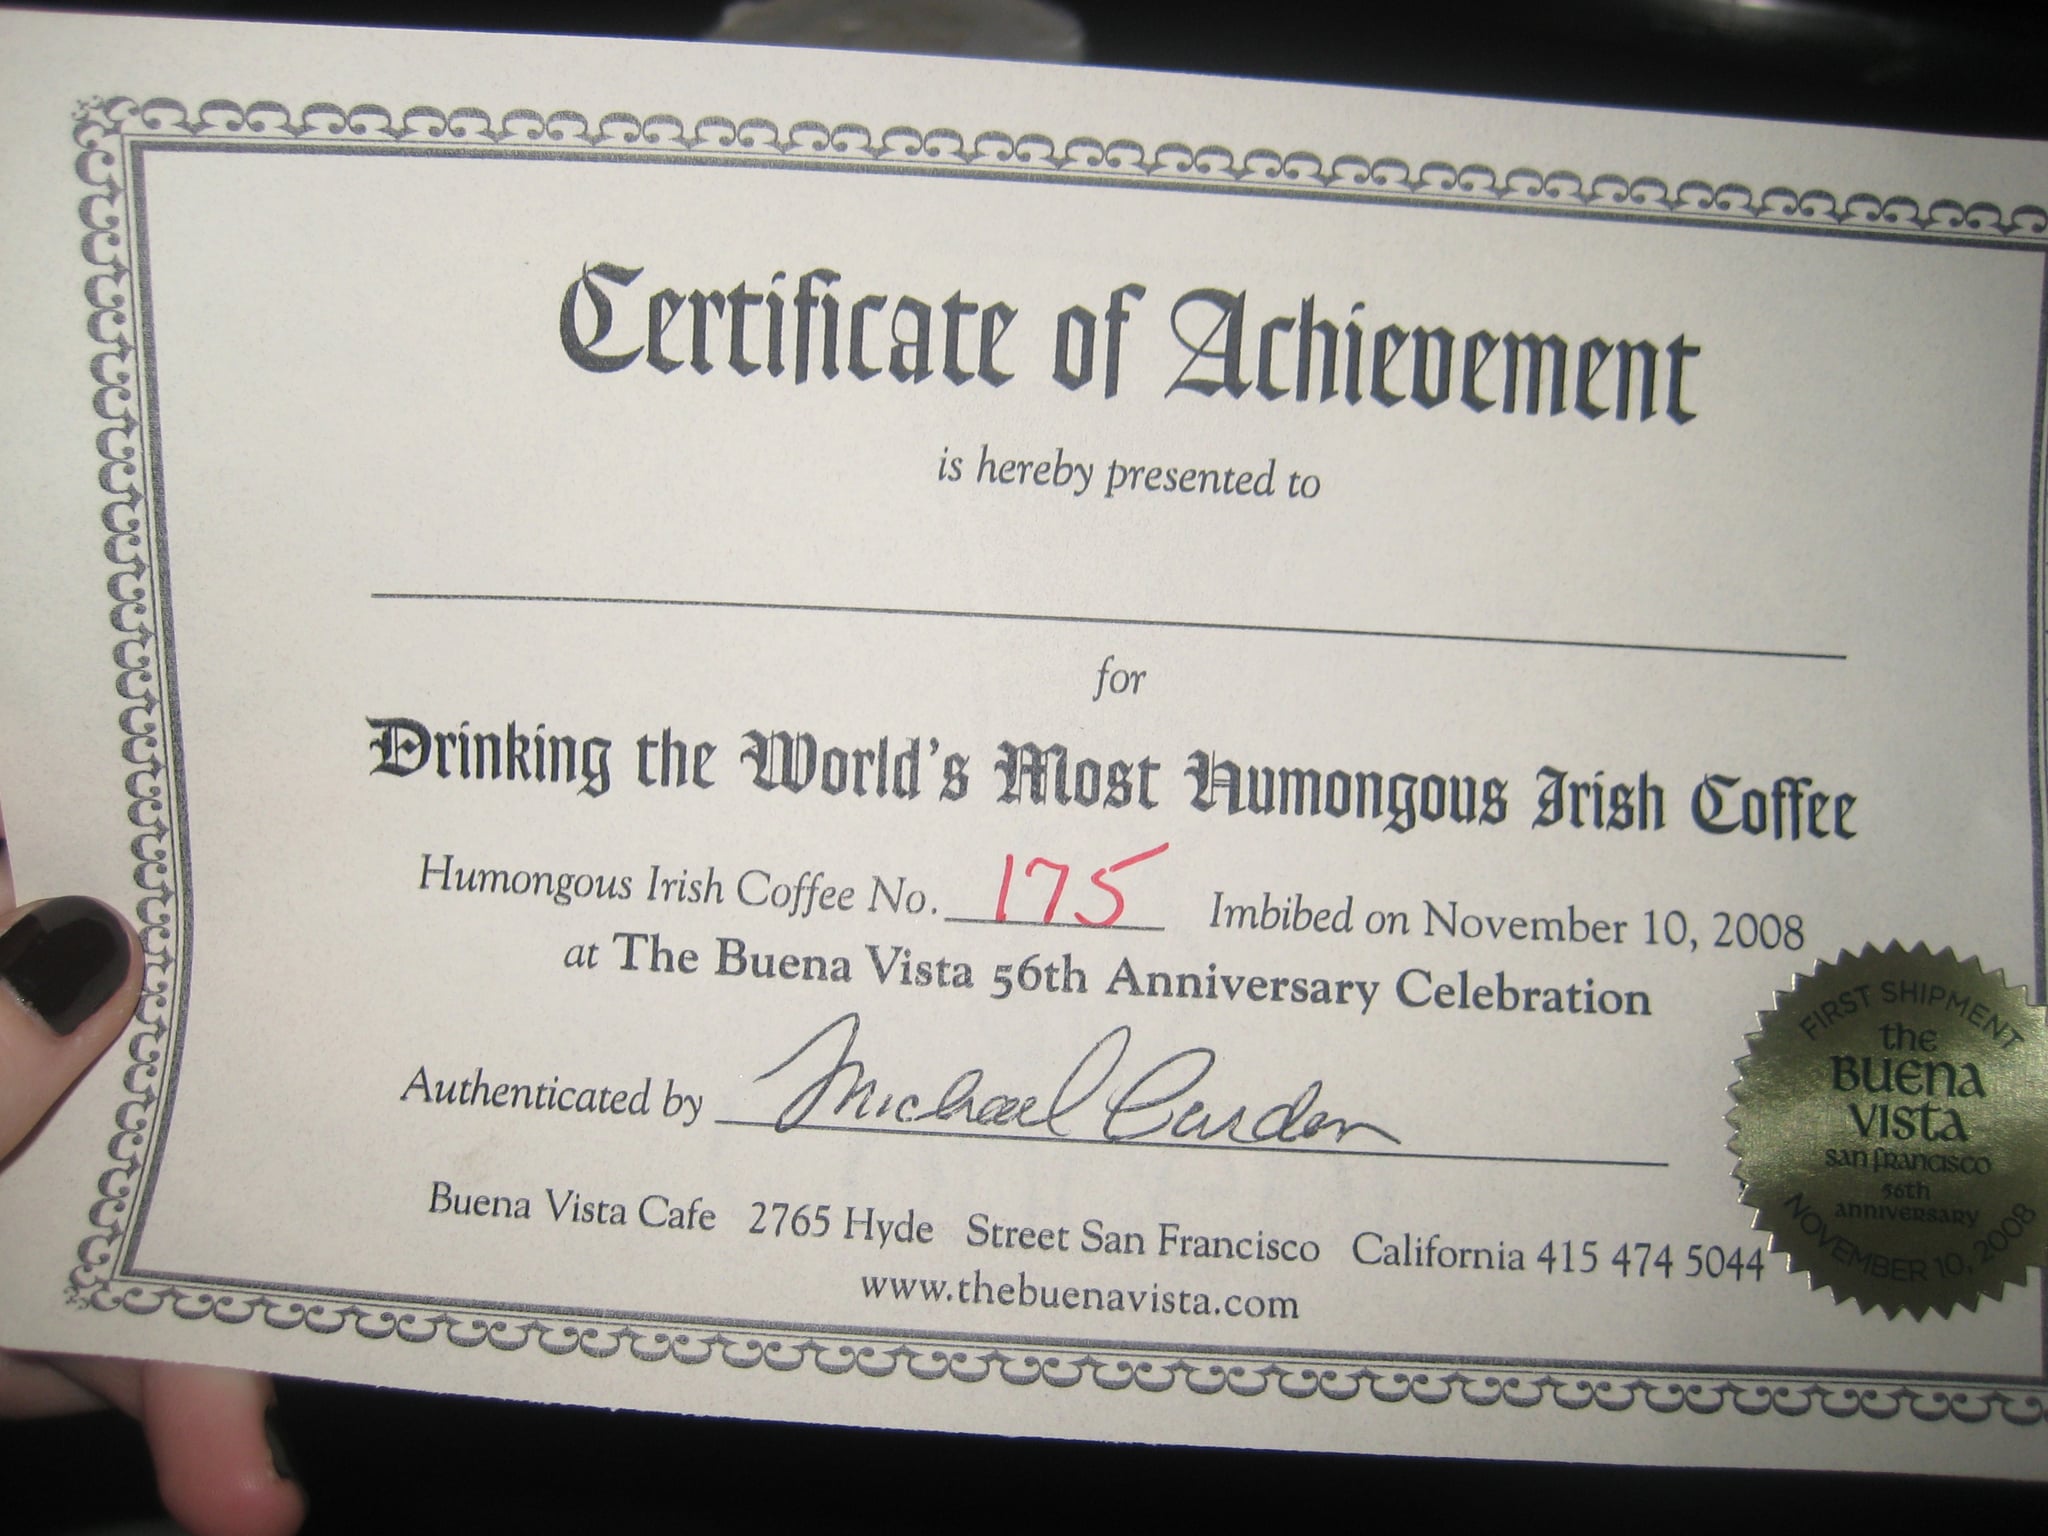 Certificate of Achievement
is hereby presented to
for
Drinking the World's Most Humongous Irish Coffee
Humongous Irish Coffee No. 175 Imbibed on November 10, 2008
at The Buena Vista 56th Anniversary Celebration
Authenticated by Michael Carden
Buena Vista Cafe 2765 Hyde Street San Francisco California 415 474 5044
www.thebuenavista.com
FIRST SHIPMENT
the
BUENA
VISTA
SAN FRANCISCO
56th
ANNIVERSARY
NOVEMBER 10, 2008